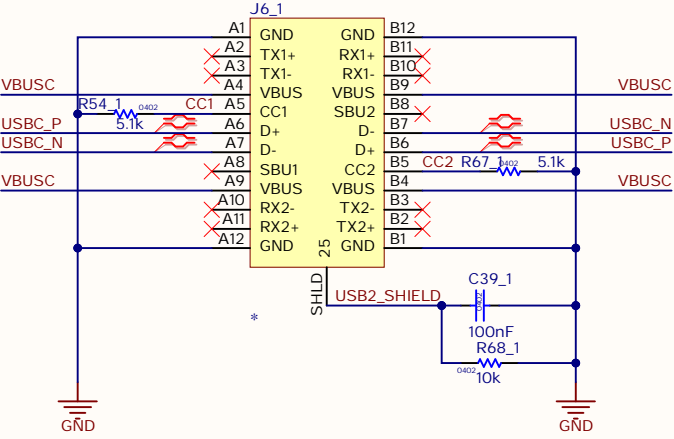 J6_1
A1 GND GND B12
A2 TX1+ RX1+ B11
A3 TX1- RX1- B10
VBUSC A4 VBUS VBUS B9 VBUSC
R54_1 0402 5.1k CC1 A5 CC1 SBU2 B8
USBC_P A6 D+ D- B7 USBC_N
USBC_N A7 D- D+ B6 USBC_P
A8 SBU1 CC2 B5 CC2 R67_1 0402 5.1k
VBUSC A9 VBUS VBUS B4 VBUSC
A10 RX2- TX2- B3
A11 RX2+ TX2+ B2
A12 GND GND B1
25
SHLD
USB2_SHIELD
*
C39_1
0402
100nF
R68_1
0402
10k
GND
GND